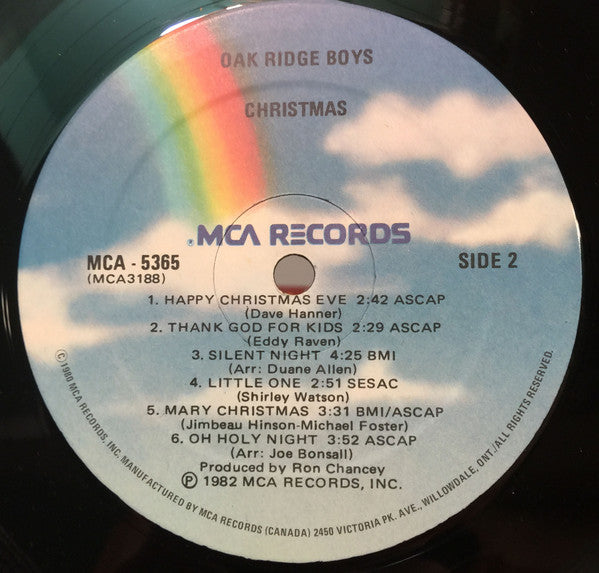 OAK RIDGE BOYS
CHRISTMAS
MCA RECORDS
MCA - 5365
(MCA3188)
SIDE 2
1. HAPPY CHRISTMAS EVE 2:42 ASCAP
(Dave Hanner)
2. THANK GOD FOR KIDS 2:29 ASCAP
(Eddy Raven)
3. SILENT NIGHT 4:25 BMI
(Arr: Duane Allen)
4. LITTLE ONE 2:51 SESAC
(Shirley Watson)
5. MARY CHRISTMAS 3:31 BMI/ASCAP
(Jimbeau Hinson-Michael Foster)
6. OH HOLY NIGHT 3:52 ASCAP
(Arr: Joe Bonsall)
Produced by Ron Chancey
℗ 1982 MCA RECORDS, INC.
©1980 MCA RECORDS, INC. MANUFACTURED BY MCA RECORDS (CANADA) 2450 VICTORIA PK. AVE., WILLOWDALE, ONT./ALL RIGHTS RESERVED.